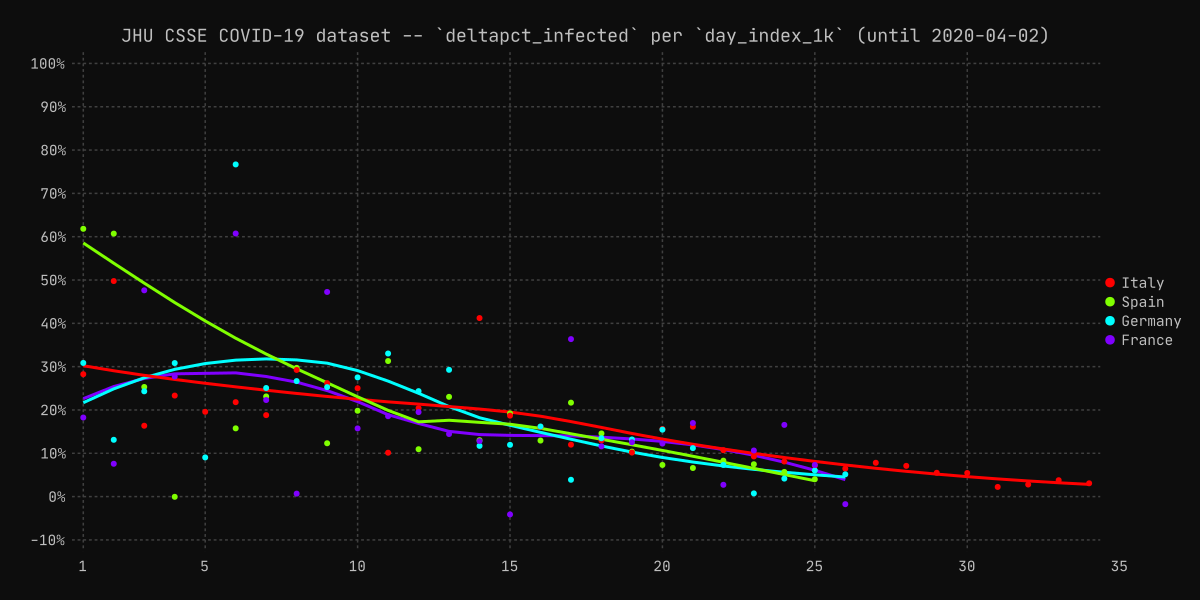 JHU CSSE COVID-19 dataset -- `deltapct_infected` per `day_index_1k` (until 2020-04-02)
100%
90%
80%
70%
60%
50%
40%
30%
20%
10%
0%
-10%
1 5 10 15 20 25 30 35
Italy
Spain
Germany
France